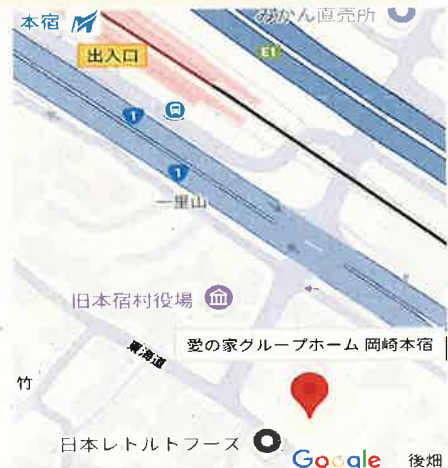 本宿
みかん直売所
出入口
E1
1
1
一里山
旧本宿村役場
愛の家グループホーム 岡崎本宿
東海道
竹
日本レトルトフーズ
Google
後畑